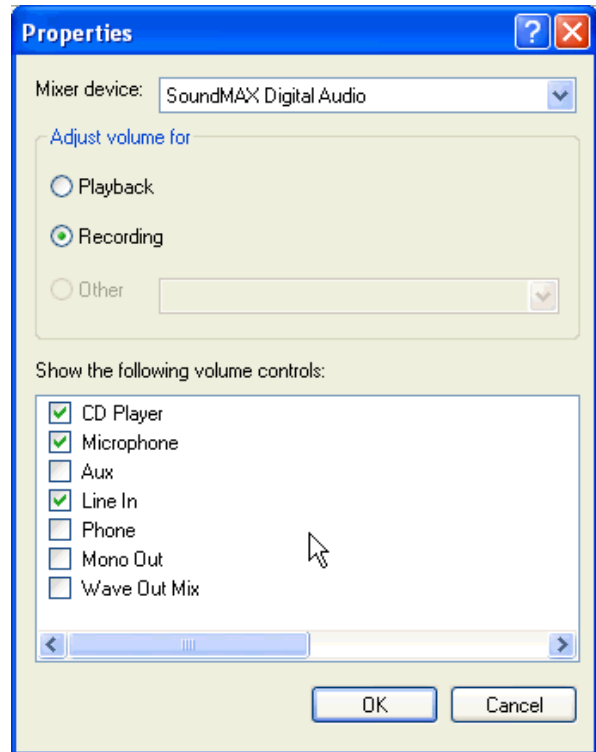 Properties
Mixer device: SoundMAX Digital Audio
Adjust volume for
Playback
Recording
Other
Show the following volume controls:
CD Player
Microphone
Aux
Line In
Phone
Mono Out
Wave Out Mix
OK Cancel